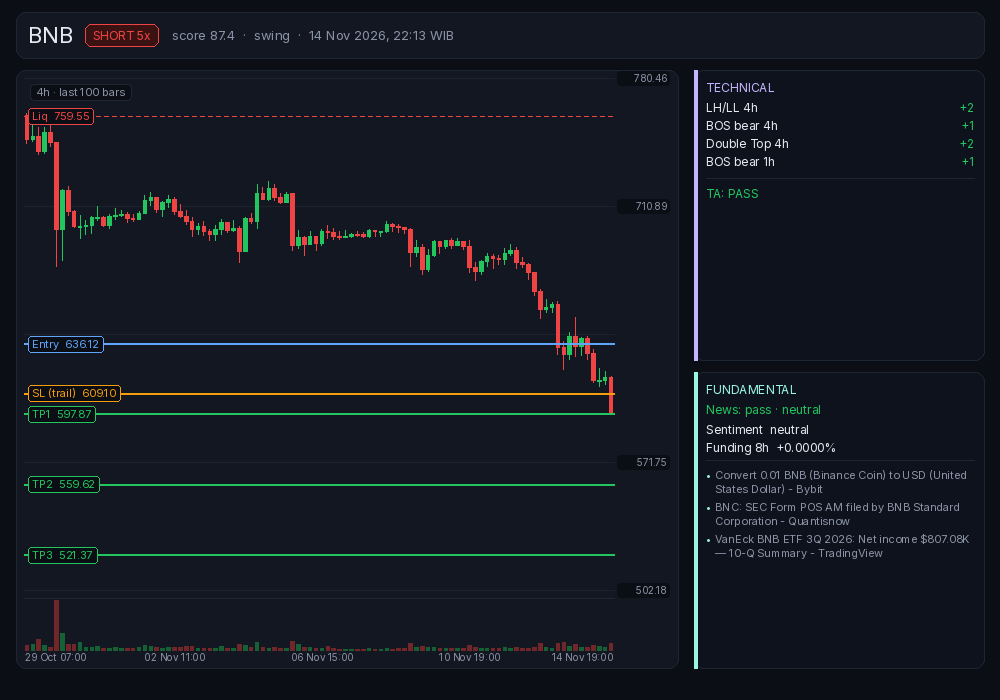 BNB SHORT 5x score 87.4 · swing · 14 Nov 2026, 22:13 WIB
4h · last 100 bars
780.46
Liq 759.55
710.89
Entry 636.12
SL (trail) 609.10
TP1 597.87
571.75
TP2 559.62
TP3 521.37
502.18
29 Oct 07:00 02 Nov 11:00 06 Nov 15:00 10 Nov 19:00 14 Nov 19:00
TECHNICAL
LH/LL 4h +2
BOS bear 4h +1
Double Top 4h +2
BOS bear 1h +1
TA: PASS
FUNDAMENTAL
News: pass · neutral
Sentiment neutral
Funding 8h +0.0000%
• Convert 0.01 BNB (Binance Coin) to USD (United
States Dollar) - Bybit
• BNC: SEC Form POS AM filed by BNB Standard
Corporation - Quantisnow
• VanEck BNB ETF 3Q 2026: Net income $807.08K
— 10-Q Summary - TradingView